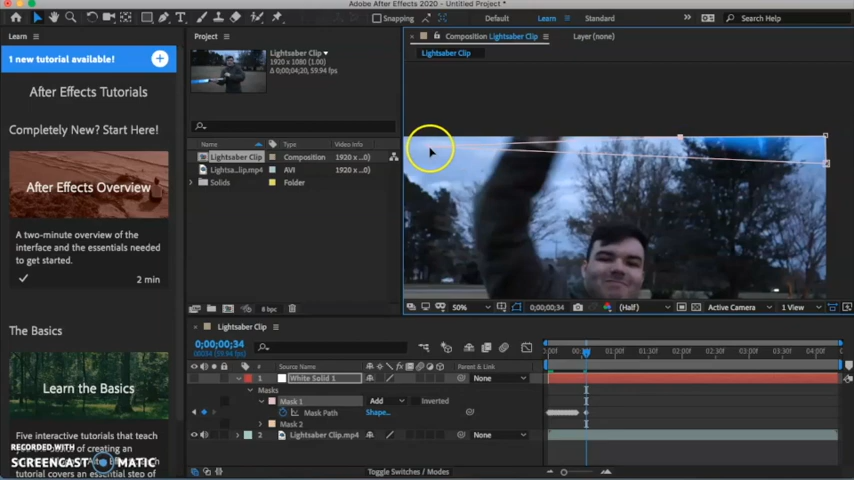 Adobe After Effects 2020 - Untitled Project *
Snapping
Default
Learn
Standard
Search Help
Learn
1 new tutorial available!
After Effects Tutorials
Completely New? Start Here!
After Effects Overview
A two-minute overview of the
interface and the essentials needed
to get started.
2 min
The Basics
Learn the Basics
Five interactive tutorials that teach
you the basics of creating an
RECORDED WITH
SCREENCAST MATIC
Project
Lightsaber Clip
1920 x 1080 (1.00)
Δ 0;00;04;20, 59.94 fps
Name
Type
Video Info
Lightsaber Clip
Composition
1920 x...0)
Lightsa...lip.mp4
AVI
1920 x...0)
Solids
Folder
8 bpc
Composition Lightsaber Clip
Layer (none)
Lightsaber Clip
50%
0;00;00;34
(Half)
Active Camera
1 View
Lightsaber Clip
0;00;00;34
00034 (59.94 fps)
Source Name
Parent & Link
1
White Solid 1
None
Masks
Mask 1
Add
Inverted
Mask Path
Shape...
Mask 2
2
Lightsaber Clip.mp4
None
01:00f
01:30f
02:00f
02:30f
03:00f
03:30f
04:00f
04:3
Toggle Switches / Modes